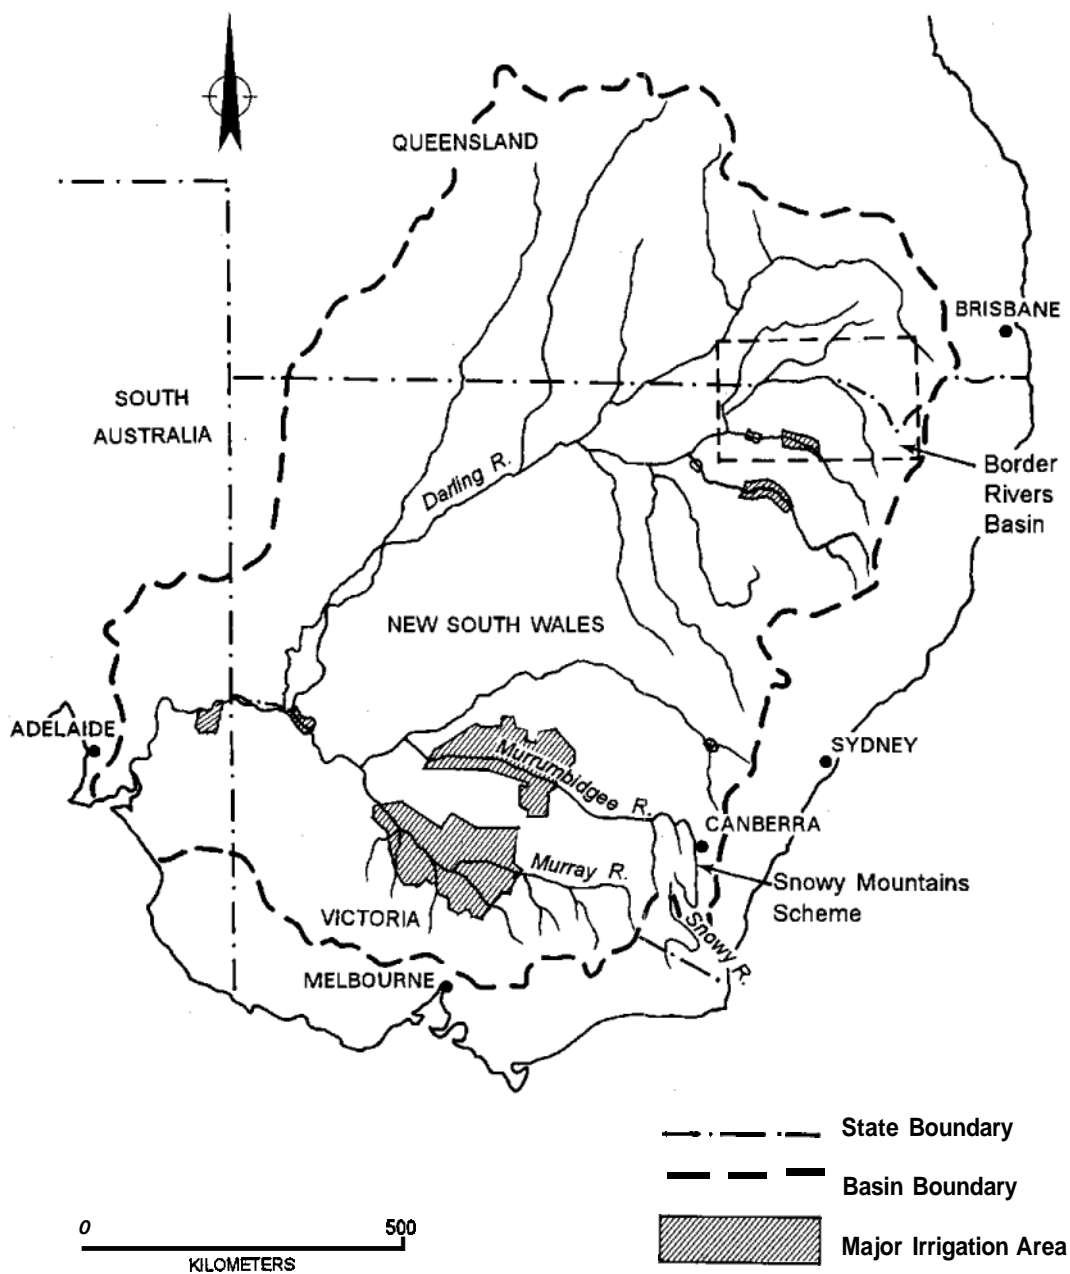 QUEENSLAND
BRISBANE
SOUTH
AUSTRALIA
Darling R.
Border
Rivers
Basin
NEW SOUTH WALES
ADELAIDE
SYDNEY
Murrumbidgee R.
CANBERRA
Murray R.
Snowy Mountains
Scheme
VICTORIA
Snowy R.
MELBOURNE
State Boundary
Basin Boundary
Major Irrigation Area
0 500
KILOMETERS